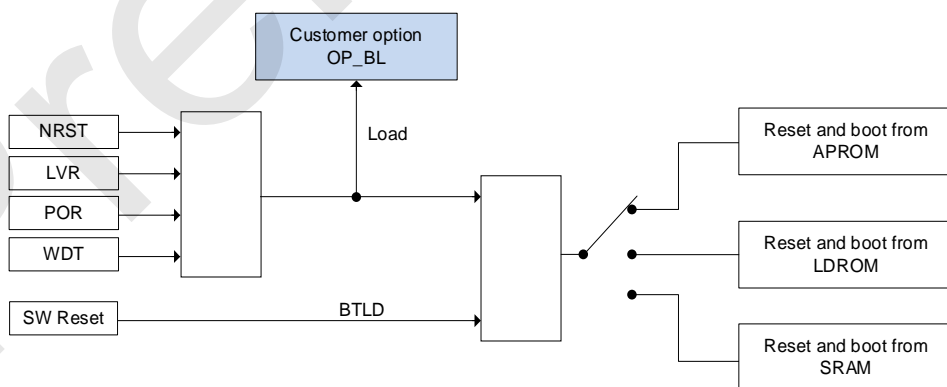 Customer option
OP_BL
NRST
LVR
POR
WDT
SW Reset
Load
BTLD
Reset and boot from
APROM
Reset and boot from
LDROM
Reset and boot from
SRAM